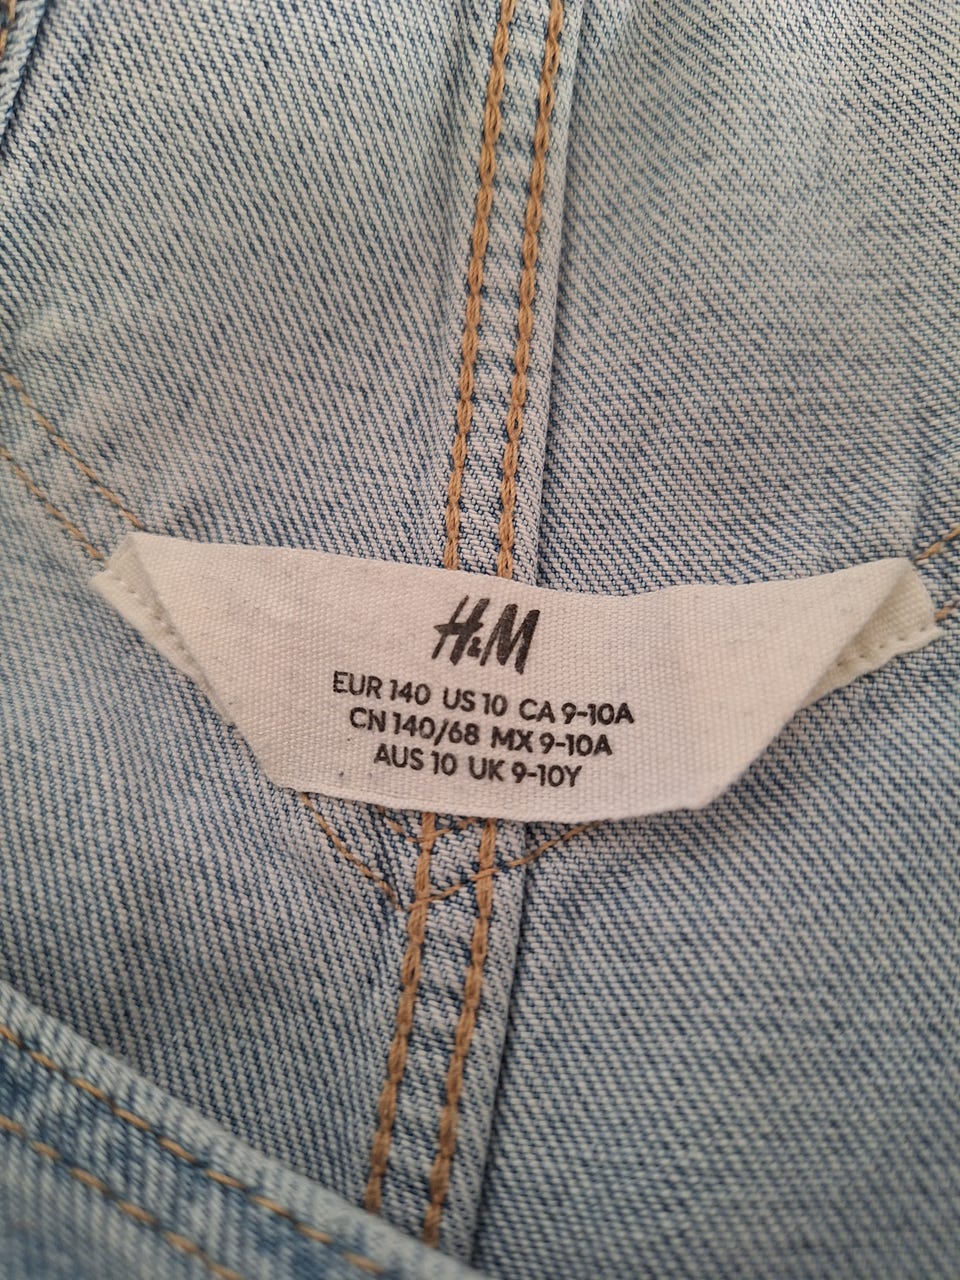 H&M
EUR 140 US 10 CA 9-10A
CN 140/68 MX 9-10A
AUS 10 UK 9-10Y